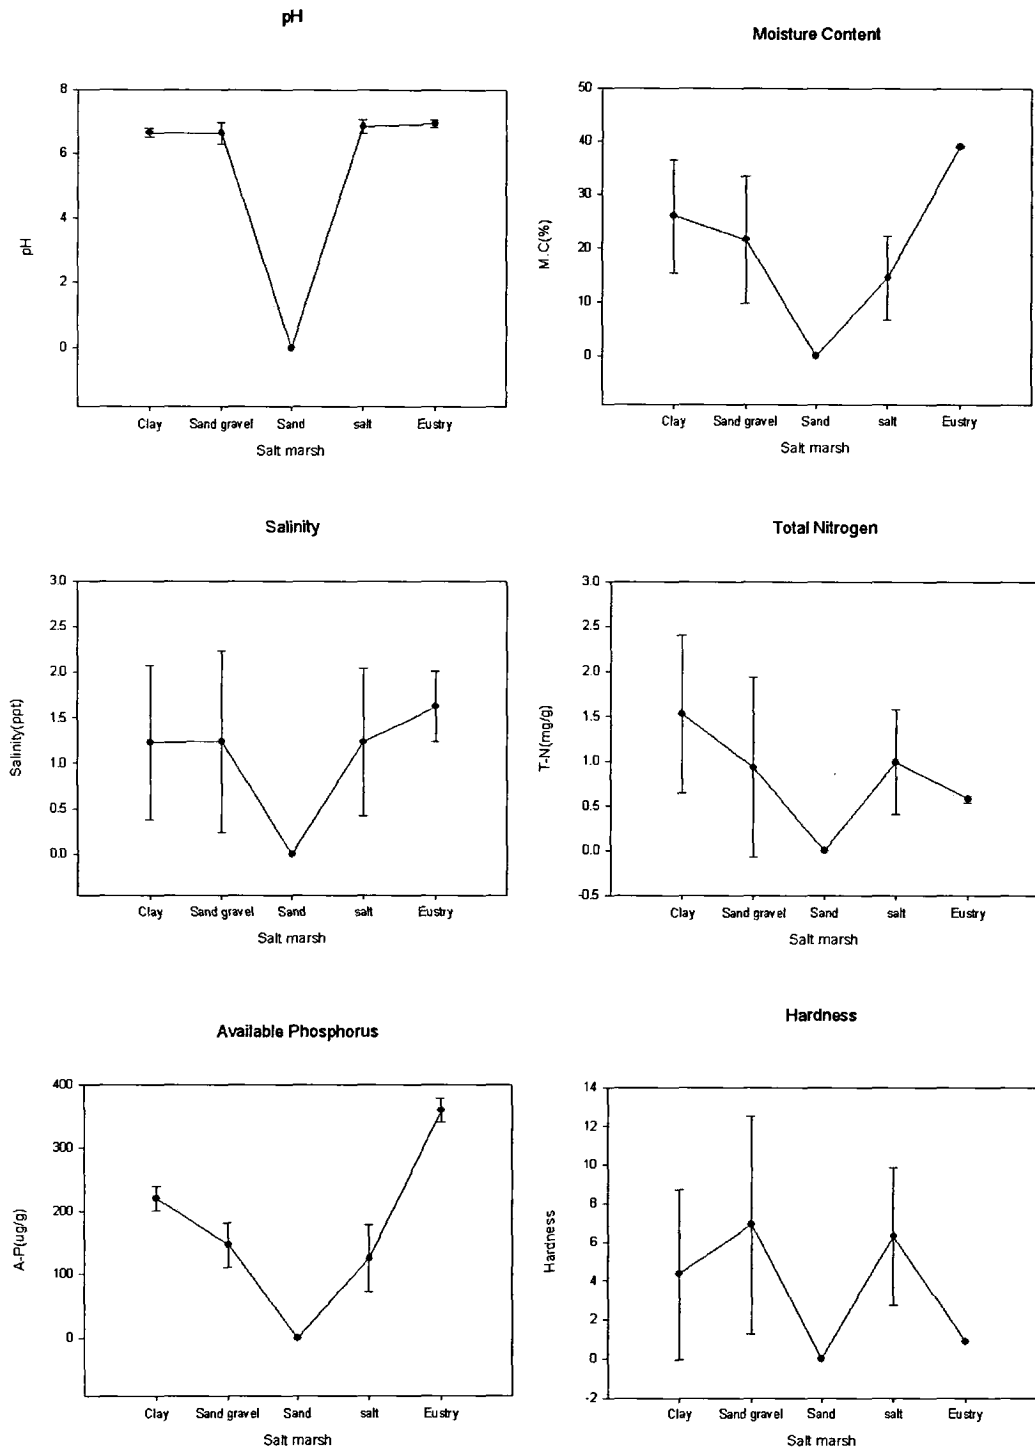 pH
8
6
4
2
0
pH
Clay Sand gravel Sand salt Eustry
Salt marsh
Moisture Content
50
40
30
20
10
0
M.C(%)
Clay Sand gravel Sand salt Eustry
Salt marsh
Salinity
3.0
2.5
2.0
1.5
1.0
0.5
0.0
Salinity(ppt)
Clay Sand gravel Sand salt Eustry
Salt marsh
Total Nitrogen
3.0
2.5
2.0
1.5
1.0
0.5
0.0
-0.5
T-N(mg/g)
Clay Sand gravel Sand salt Eustry
Salt marsh
Available Phosphorus
400
300
200
100
0
A-P(ug/g)
Clay Sand gravel Sand salt Eustry
Salt marsh
Hardness
14
12
10
8
6
4
2
0
-2
Hardness
Clay Sand gravel Sand salt Eustry
Salt marsh